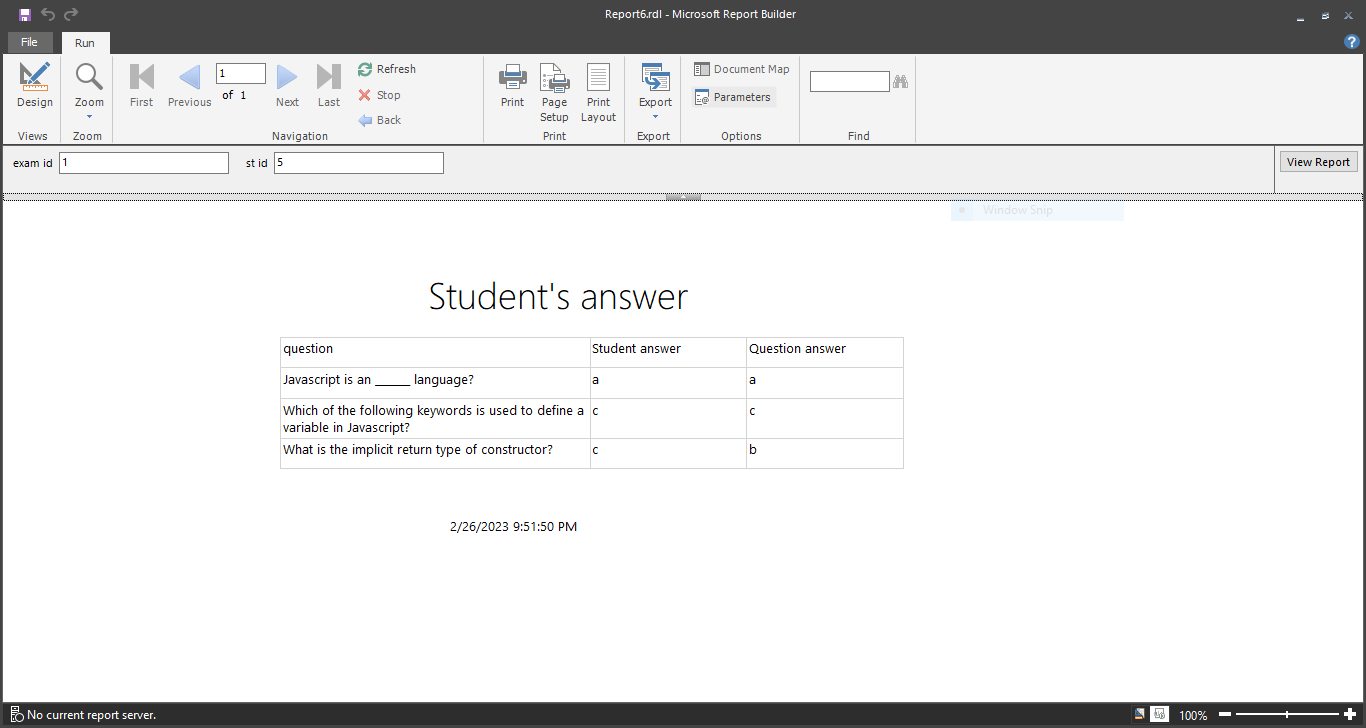 Report6.rdl - Microsoft Report Builder
File
Run
?
Design
Views
Zoom
Zoom
First
Previous
1
of 1
Next
Last
Refresh
Stop
Back
Navigation
Print
Page
Setup
Print
Layout
Print
Export
Export
Document Map
Parameters
Options
Find
exam id 1
st id 5
View Report
Window Snip
Student's answer
question Student answer Question answer
Javascript is an ______ language? a a
Which of the following keywords is used to define a c c
variable in Javascript?
What is the implicit return type of constructor? c b
2/26/2023 9:51:50 PM
No current report server.
100%